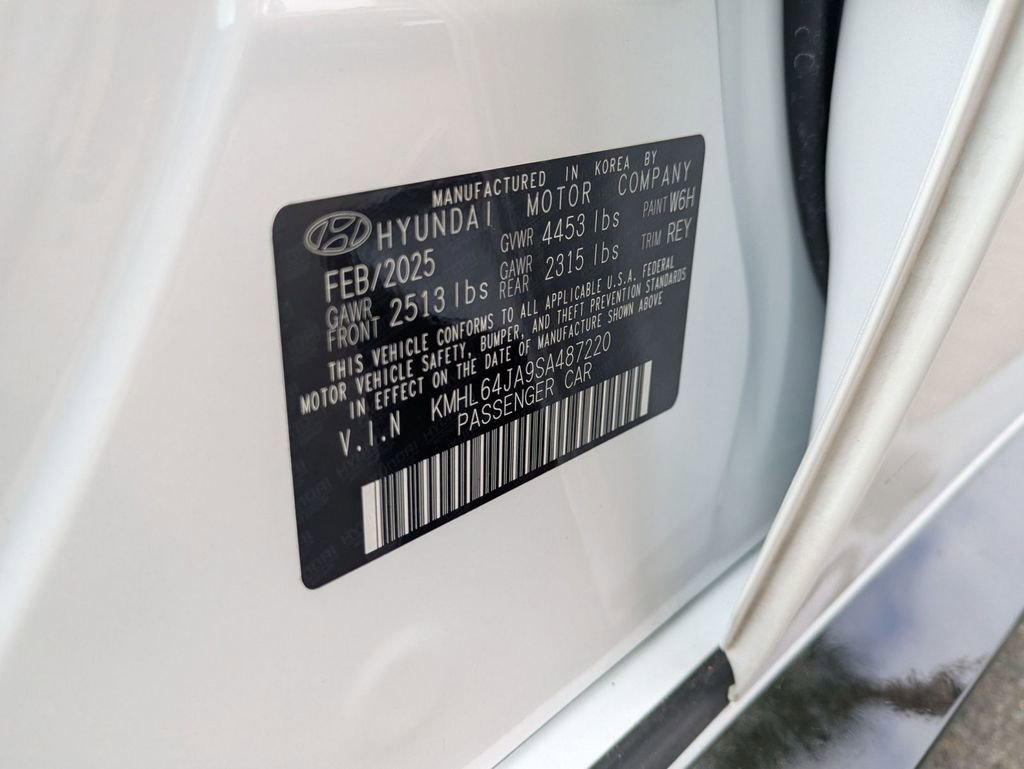 MANUFACTURED IN KOREA BY
HYUNDAI MOTOR COMPANY
FEB/2025 GVWR 4453 lbs PAINT W6H
GAWR FRONT 2513 lbs GAWR REAR 2315 lbs TRIM REY
THIS VEHICLE CONFORMS TO ALL APPLICABLE U.S.A. FEDERAL
MOTOR VEHICLE SAFETY, BUMPER, AND THEFT PREVENTION STANDARDS
IN EFFECT ON THE DATE OF MANUFACTURE SHOWN ABOVE
V.I.N KMHL64JA9SA487220
PASSENGER CAR